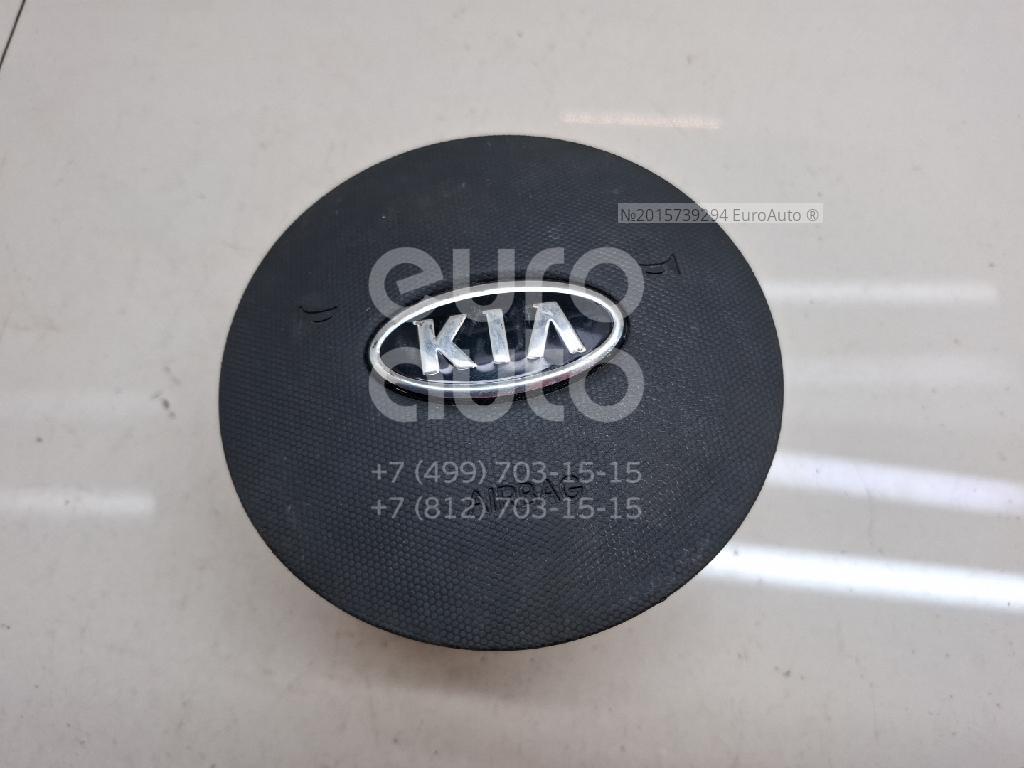 №2015739294 EuroAuto ®
euro
KIA
auto
+7 (499) 703-15-15
AIRBAG
+7 (812) 703-15-15